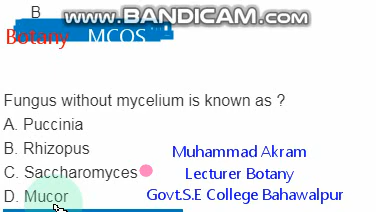 B
WWW.BANDICAM.COM
Botany MCQS
Fungus without mycelium is known as ?
A. Puccinia
B. Rhizopus
C. Saccharomyces
D. Mucor
Muhammad Akram
Lecturer Botany
Govt.S.E College Bahawalpur